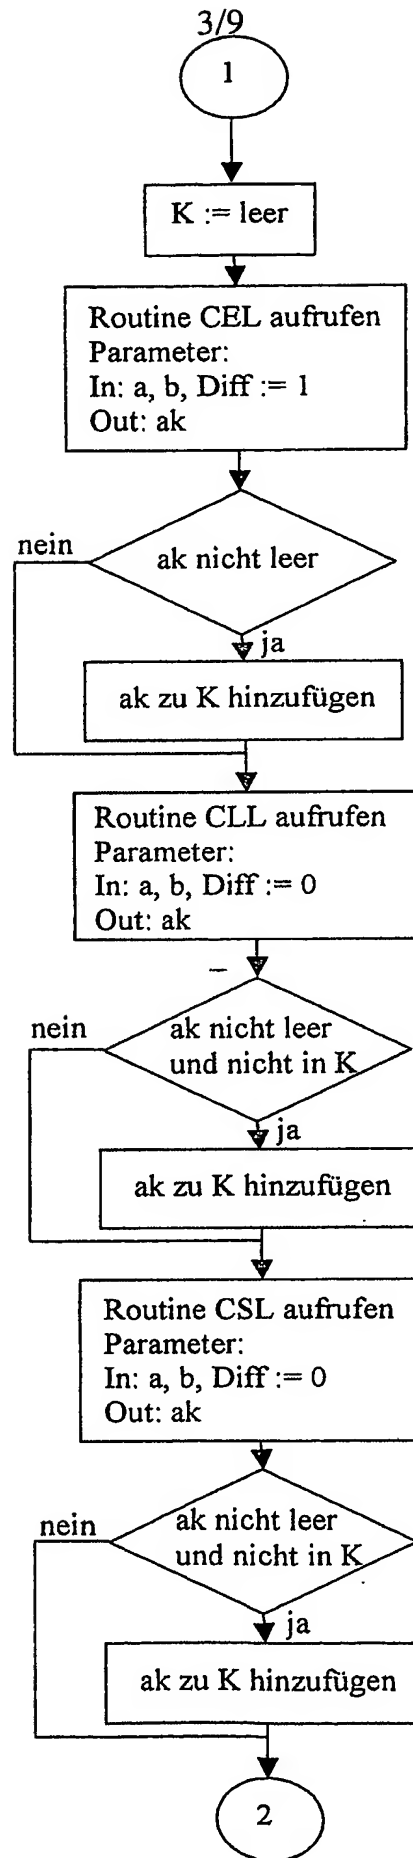 3/9
1
K := leer
Routine CEL aufrufen
Parameter:
In: a, b, Diff := 1
Out: ak
ak nicht leer
nein
ja
ak zu K hinzufügen
Routine CLL aufrufen
Parameter:
In: a, b, Diff := 0
Out: ak
ak nicht leer
und nicht in K
nein
ja
ak zu K hinzufügen
Routine CSL aufrufen
Parameter:
In: a, b, Diff := 0
Out: ak
ak nicht leer
und nicht in K
nein
ja
ak zu K hinzufügen
2